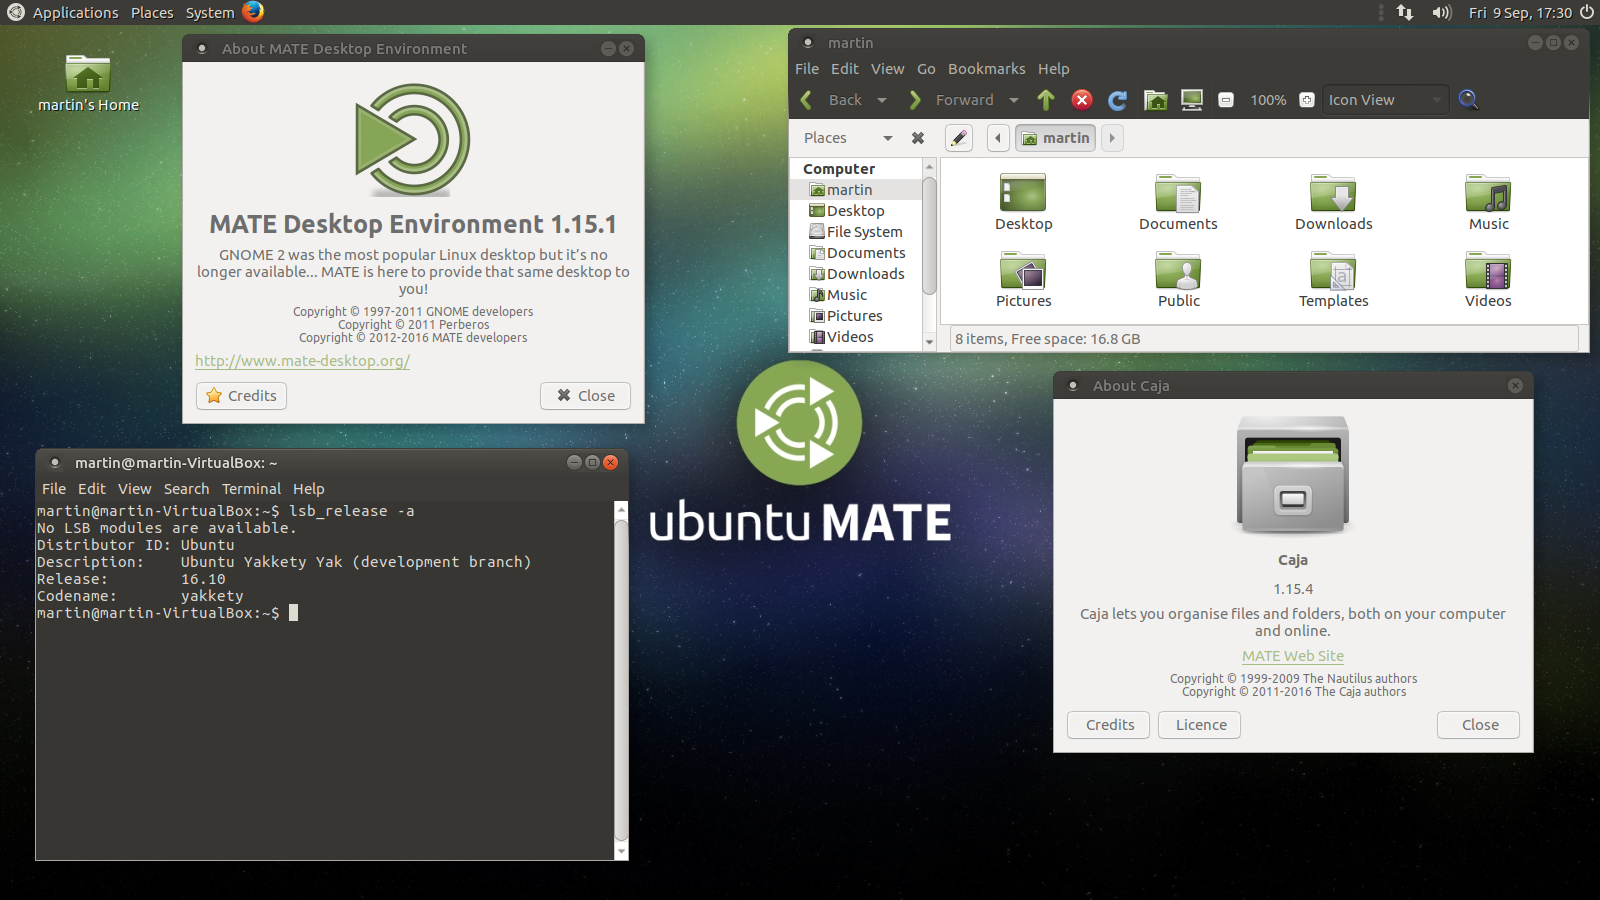 Applications Places System
Fri 9 Sep, 17:30
martin's Home
About MATE Desktop Environment
MATE Desktop Environment 1.15.1
GNOME 2 was the most popular Linux desktop but it’s no
longer available... MATE is here to provide that same desktop to
you!
Copyright © 1997-2011 GNOME developers
Copyright © 2011 Perberos
Copyright © 2012-2016 MATE developers
http://www.mate-desktop.org/
Credits
Close
martin
File Edit View Go Bookmarks Help
Back Forward 100% Icon View
Places martin
Computer
martin
Desktop
File System
Documents
Downloads
Music
Pictures
Videos
Desktop Documents Downloads Music
Pictures Public Templates Videos
8 items, Free space: 16.8 GB
ubuntu MATE
martin@martin-VirtualBox: ~
File Edit View Search Terminal Help
martin@martin-VirtualBox:~$ lsb_release -a
No LSB modules are available.
Distributor ID: Ubuntu
Description: Ubuntu Yakkety Yak (development branch)
Release: 16.10
Codename: yakkety
martin@martin-VirtualBox:~$
About Caja
Caja
1.15.4
Caja lets you organise files and folders, both on your computer
and online.
MATE Web Site
Copyright © 1999-2009 The Nautilus authors
Copyright © 2011-2016 The Caja authors
Credits Licence Close